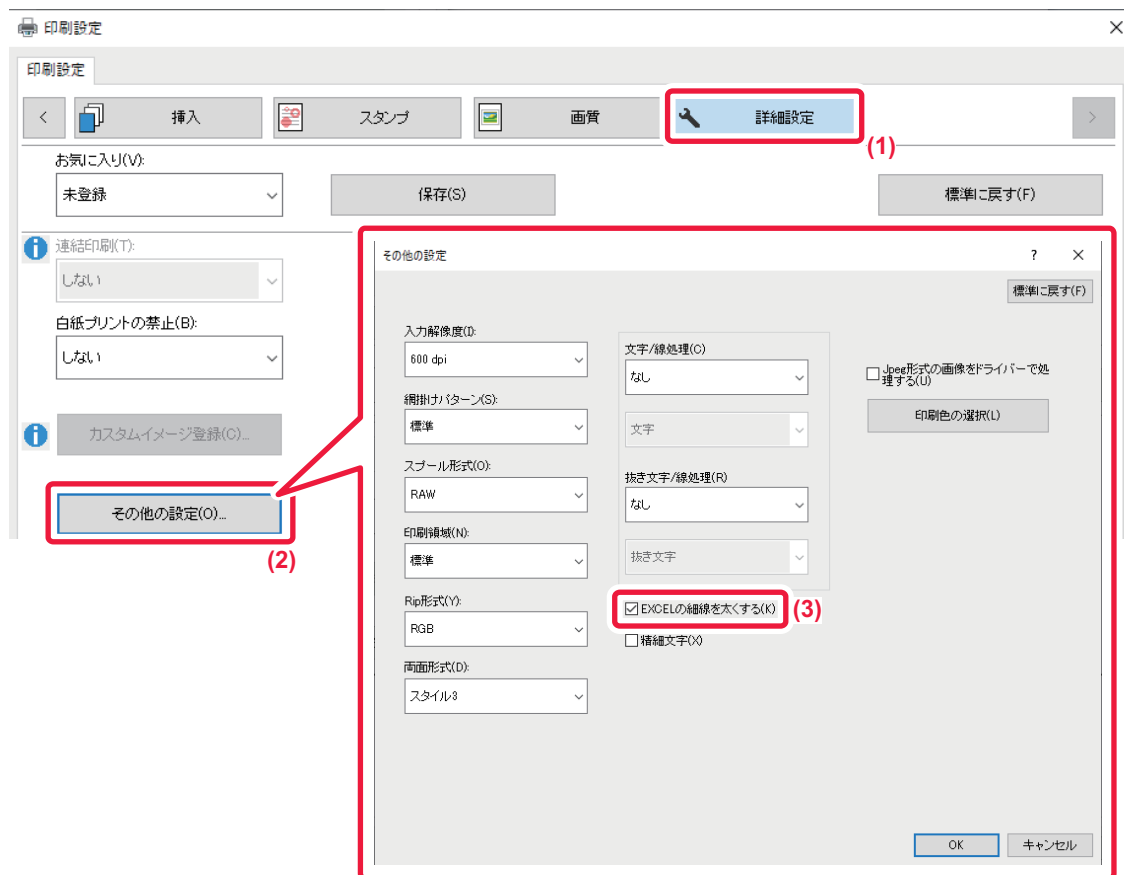 印刷設定
印刷設定
挿入
スタンプ
画質
詳細設定
(1)
お気に入り(V):
未登録
保存(S)
標準に戻す(F)
連結印刷(T):
しない
白紙プリントの禁止(B):
しない
カスタムイメージ登録(C)...
その他の設定(O)...
(2)
その他の設定
?
標準に戻す(F)
入力解像度(I):
600 dpi
網掛けパターン(S):
標準
スプール形式(O):
RAW
印刷領域(N):
標準
Rip形式(Y):
RGB
両面形式(D):
スタイル3
文字/線処理(C)
なし
文字
抜き文字/線処理(R)
なし
抜き文字
EXCELの細線を太くする(K)
(3)
精細文字(X)
Jpeg形式の画像をドライバーで処
理する(U)
印刷色の選択(L)
OK
キャンセル